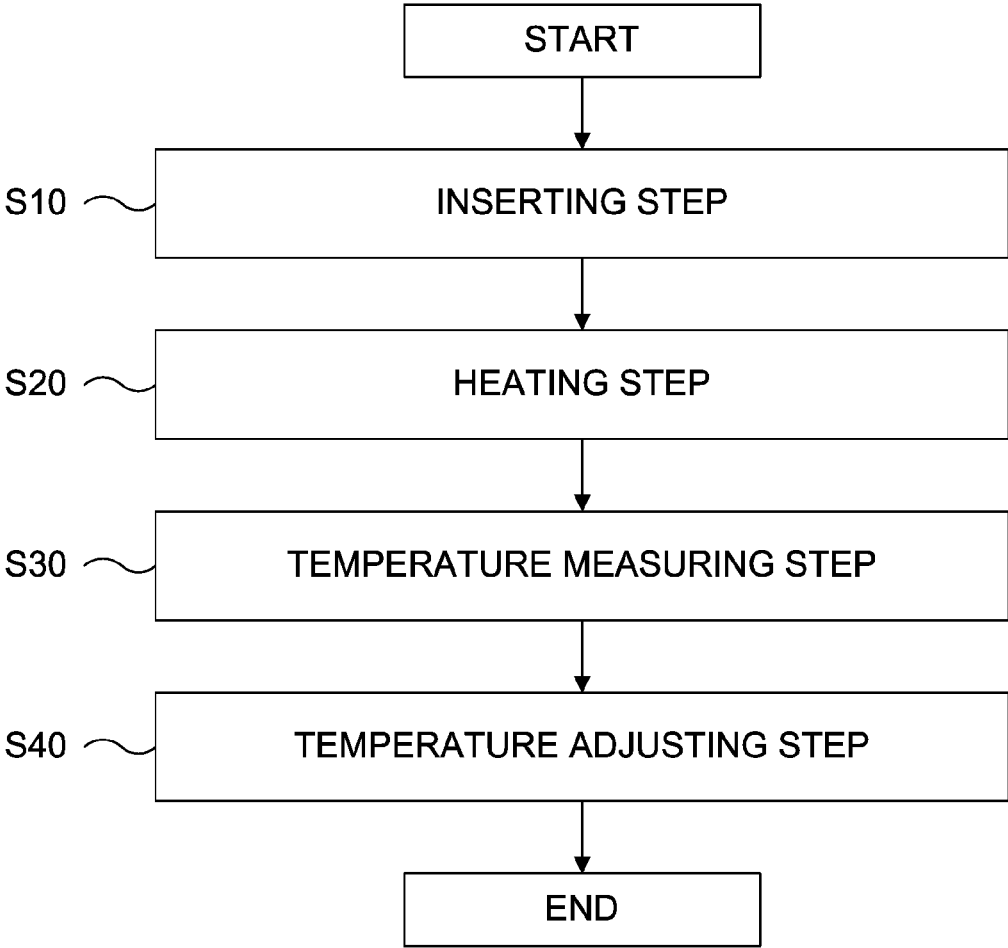 START
S10 INSERTING STEP
S20 HEATING STEP
S30 TEMPERATURE MEASURING STEP
S40 TEMPERATURE ADJUSTING STEP
END